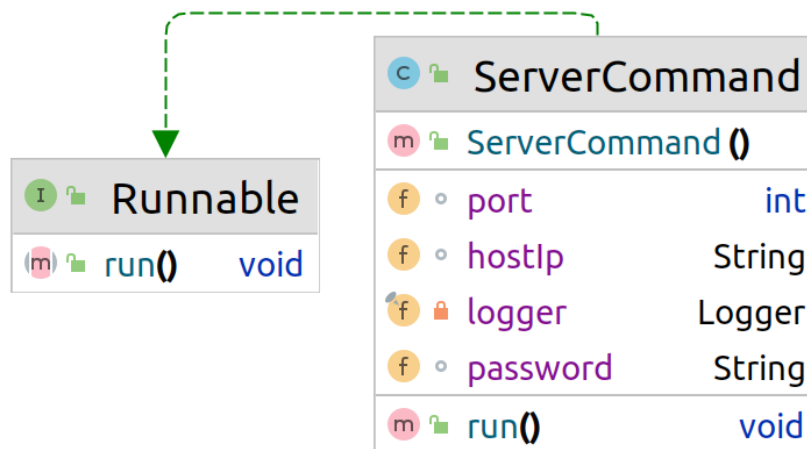 I Runnable
m run() void
C ServerCommand
m ServerCommand()
f port int
f hostIp String
f logger Logger
f password String
m run() void